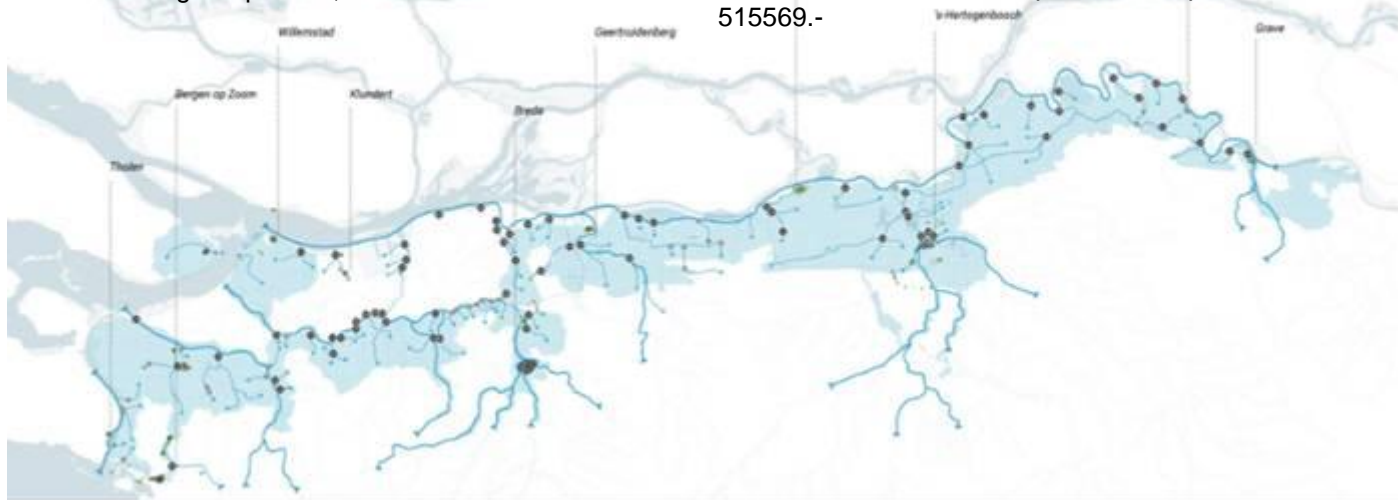 515569.-
's-Hertogenbosch
Willemstad
Geertruidenberg
Grave
Bergen op Zoom
Klundert
Breda
Tholen